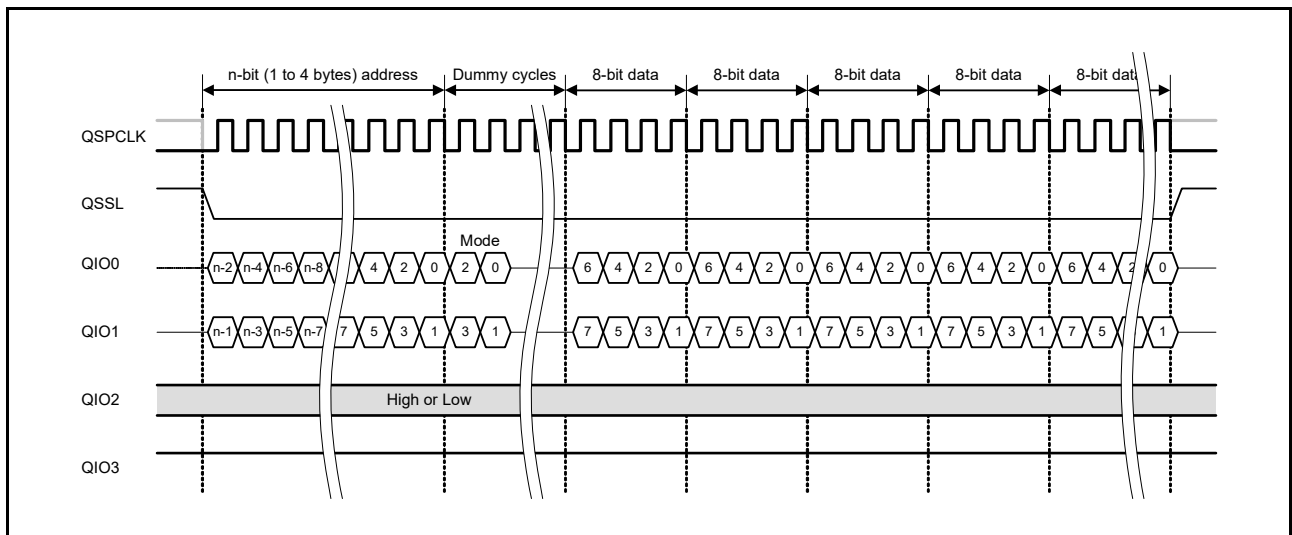 n-bit (1 to 4 bytes) address Dummy cycles 8-bit data 8-bit data 8-bit data 8-bit data 8-bit data
QSPCLK
QSSL
Mode
QIO0 n-2 n-4 n-6 n-8 4 2 0 2 0 6 4 2 0 6 4 2 0 6 4 2 0 6 4 2 0 6 4 2 0
QIO1 n-1 n-3 n-5 n-7 7 5 3 1 3 1 7 5 3 1 7 5 3 1 7 5 3 1 7 5 3 1 7 5 1
QIO2 High or Low
QIO3